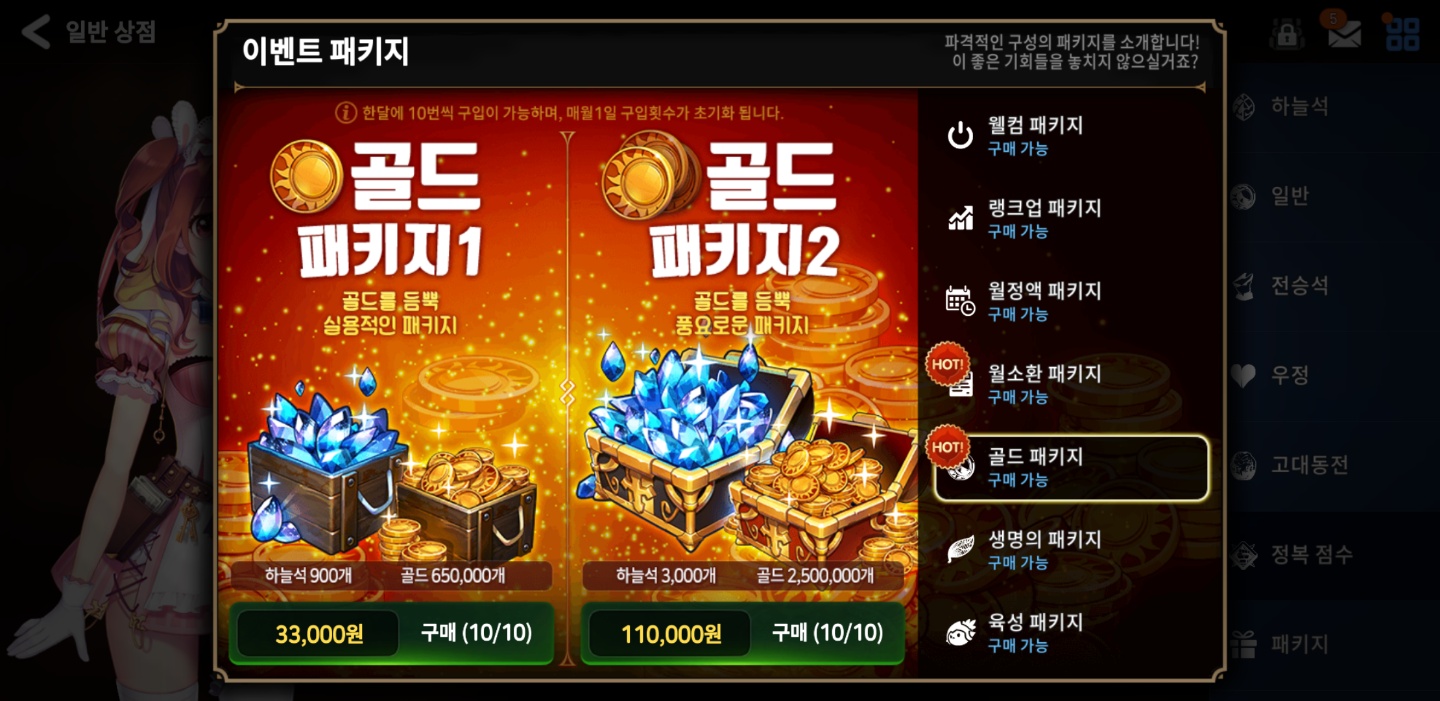 일반 상점
5
이벤트 패키지
파격적인 구성의 패키지를 소개합니다!
이 좋은 기회들을 놓치지 않으실거죠?
한달에 10번씩 구입이 가능하며, 매월1일 구입횟수가 초기화 됩니다.
골드
패키지1
골드를 듬뿍
실용적인 패키지
하늘석 900개
골드 650,000개
33,000원
구매 (10/10)
골드
패키지2
골드를 듬뿍
풍요로운 패키지
하늘석 3,000개
골드 2,500,000개
110,000원
구매 (10/10)
웰컴 패키지
구매 가능
랭크업 패키지
구매 가능
월정액 패키지
구매 가능
HOT!
월소환 패키지
구매 가능
HOT!
골드 패키지
구매 가능
생명의 패키지
구매 가능
육성 패키지
구매 가능
하늘석
일반
전승석
우정
고대동전
정복 점수
패키지